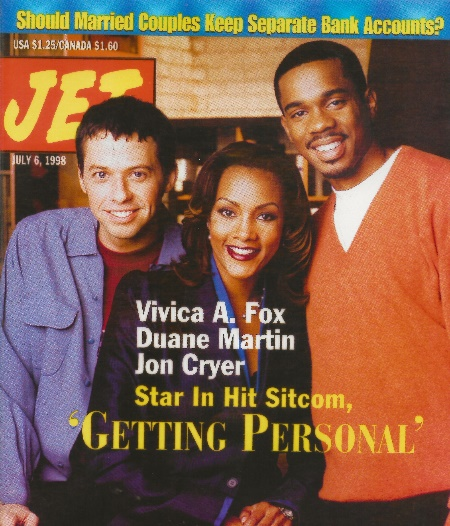 Should Married Couples Keep Separate Bank Accounts?
USA $1.25/CANADA $1.60
JET
JULY 6, 1998
Vivica A. Fox
Duane Martin
Jon Cryer
Star In Hit Sitcom,
‘GETTING PERSONAL’